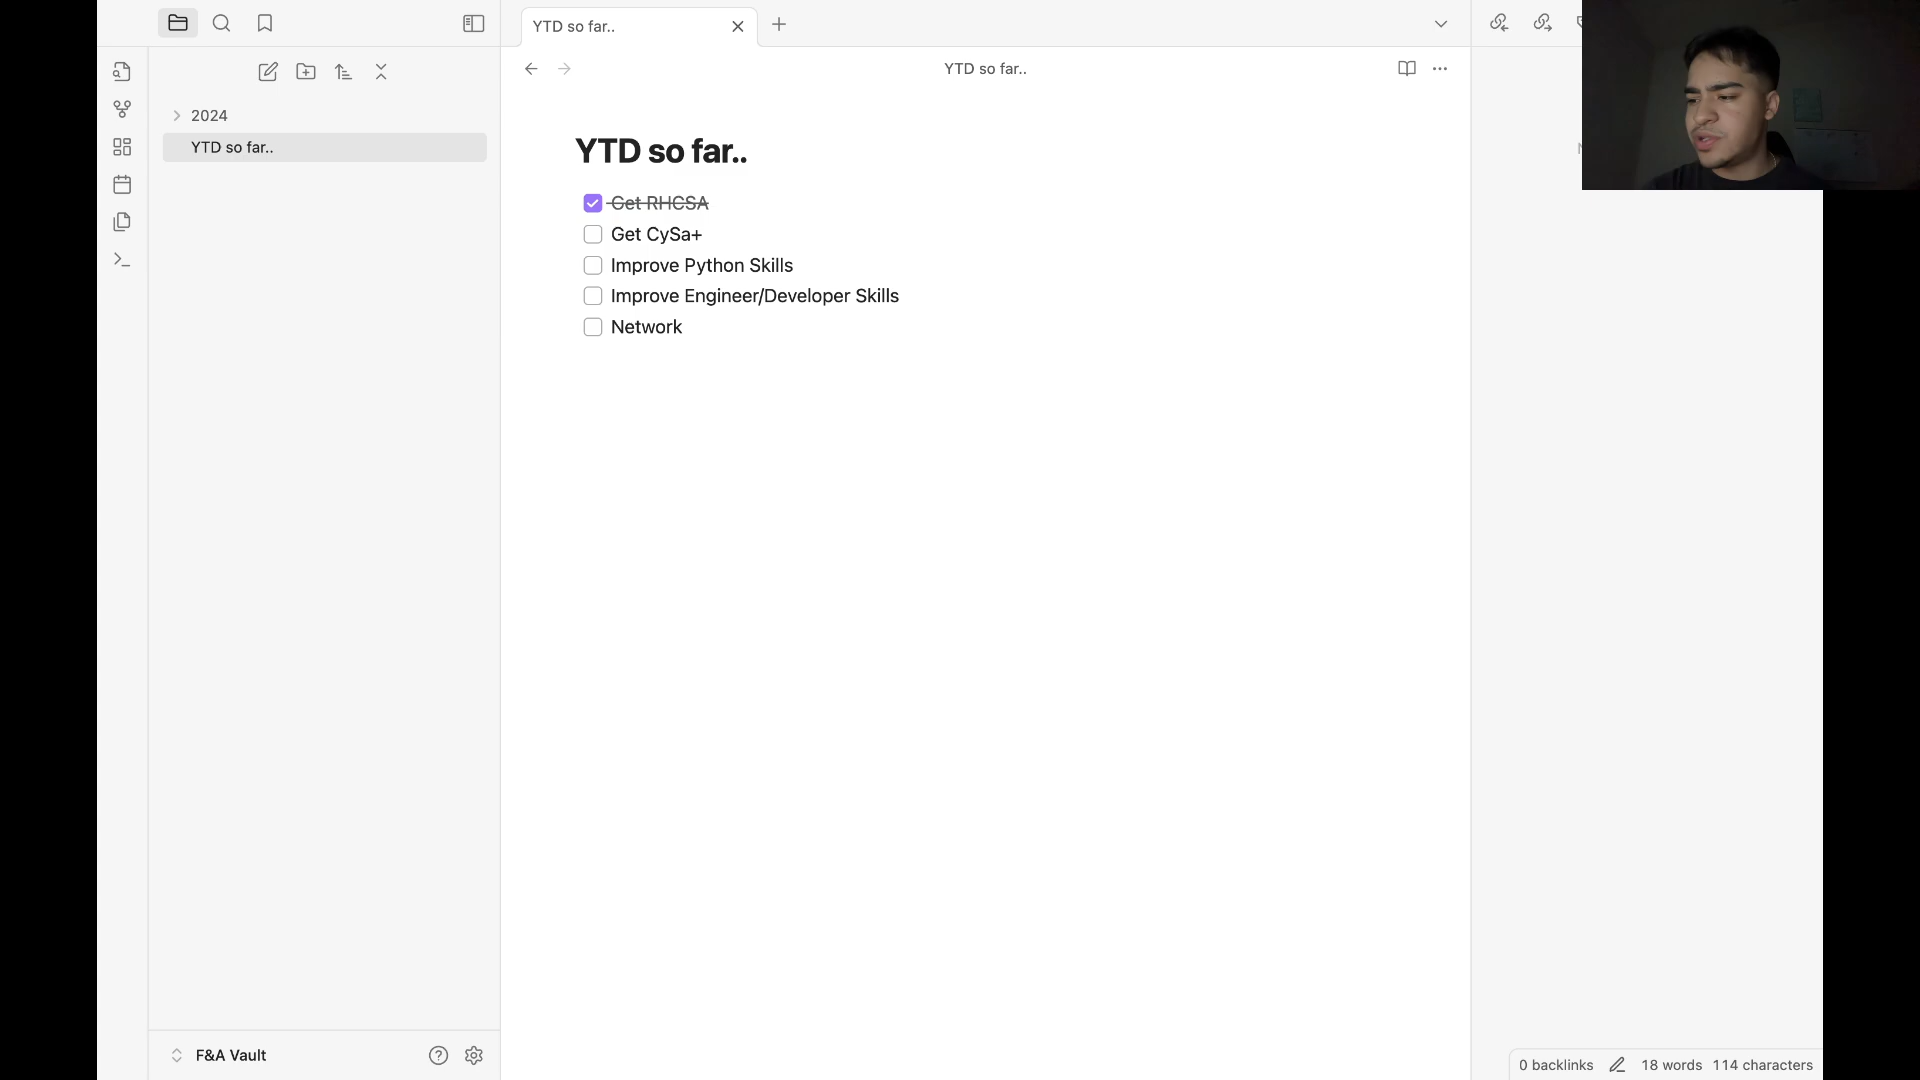 YTD so far..
YTD so far..
2024
YTD so far..
YTD so far..
Get RHCSA
Get CySa+
Improve Python Skills
Improve Engineer/Developer Skills
Network
F&A Vault
0 backlinks 18 words 114 characters